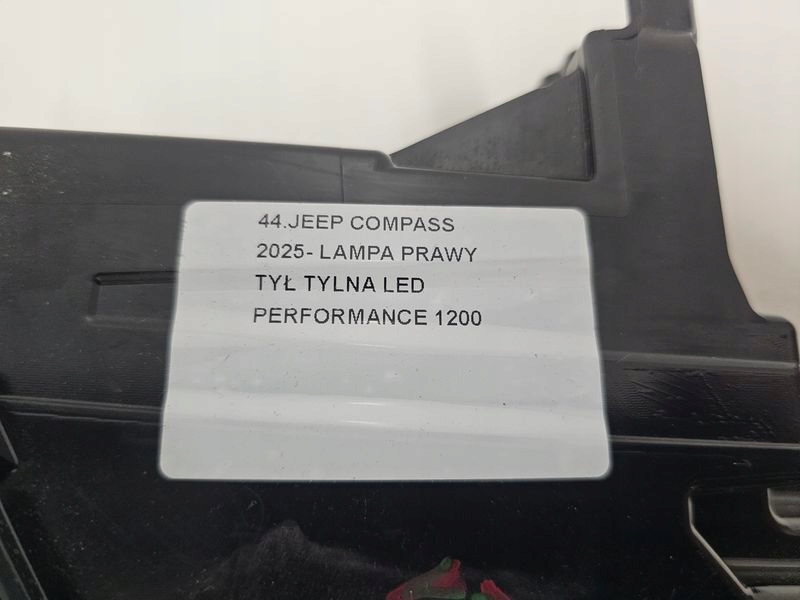 44.JEEP COMPASS
2025- LAMPA PRAWY
TYŁ TYLNA LED
PERFORMANCE 1200